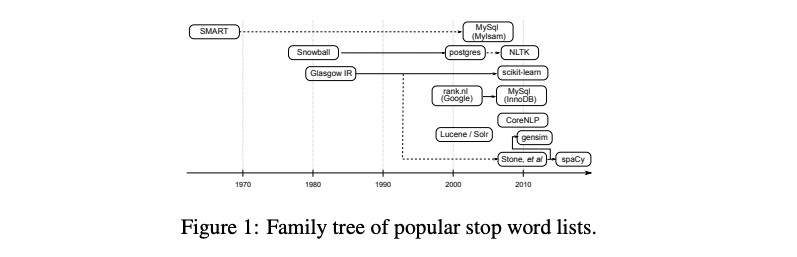 SMART
MySql
(MyIsam)
Snowball
postgres
NLTK
Glasgow IR
scikit-learn
rank.nl
(Google)
MySql
(InnoDB)
CoreNLP
Lucene / Solr
gensim
Stone, et al
spaCy
1970
1980
1990
2000
2010
Figure 1: Family tree of popular stop word lists.